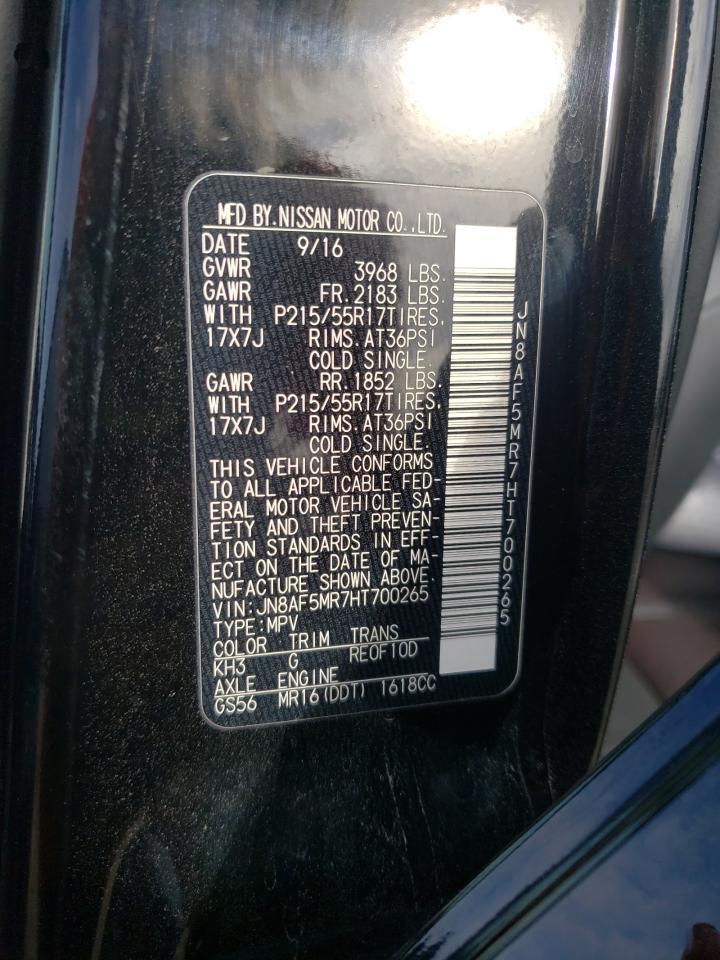 MFD BY.NISSAN MOTOR CO.,LTD.
DATE 9/16
GVWR 3968 LBS.
GAWR FR.2183 LBS.
WITH P215/55R17TIRES,
17X7J RIMS.AT36PSI
COLD SINGLE.
GAWR RR.1852 LBS.
WITH P215/55R17TIRES,
17X7J RIMS.AT36PSI
COLD SINGLE.
THIS VEHICLE CONFORMS
TO ALL APPLICABLE FED-
ERAL MOTOR VEHICLE SA-
FETY AND THEFT PREVEN-
TION STANDARDS IN EFF-
ECT ON THE DATE OF MA-
NUFACTURE SHOWN ABOVE.
VIN:JN8AF5MR7HT700265
TYPE:MPV
COLOR TRIM TRANS
KH3 G REOF10D
AXLE ENGINE
GS56 MR16(DDT) 1618CC
JN8AF5MR7HT700265